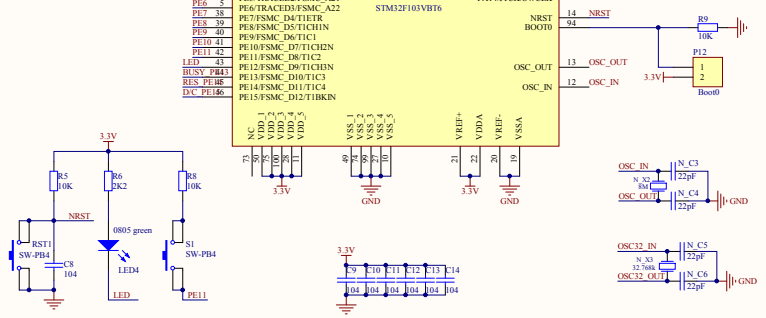 PE6 5 PE6/TRACED3/FSMC_A22
PE7 38 PE7/FSMC_D4/T1ETR
PE8 39 PE8/FSMC_D5/T1CH1N
PE9 40 PE9/FSMC_D6/T1C1
PE10 41 PE10/FSMC_D7/T1CH2N
PE11 42 PE11/FSMC_D8/T1C2
LED 43 PE12/FSMC_D9/T1CH3N
PE13/FSMC_D10/T1C3
PE14/FSMC_D11/T1C4
PE15/FSMC_D12/T1BKIN
STM32F103VBT6
NRST 14 NRST
BOOT0 94
OSC_OUT 13 OSC_OUT
OSC_IN 12 OSC_IN
R9
10K
P12
1
3.3V 2
Boot0
NC VDD_1 VDD_2 VDD_3 VDD_4 VDD_5
VSS_1 VSS_2 VSS_3 VSS_4 VSS_5
VREF+ VDDA VREF- VSSA
73 50 75 100 28 11
49 74 99 27 10
21 22 20 19
3.3V
GND
3.3V
GND
3.3V
R5
10K
R6
2K2
R8
10K
NRST
RST1
SW-PB4
C8
104
0805 green
LED4
LED
S1
SW-PB4
PE11
3.3V
C9 C10 C11 C12 C13 C14
104 104 104 104 104 104
GND
OSC_IN N_C3
22pF
N_X2
8M
OSC_OUT N_C4
22pF
GND
OSC32_IN N_C5
22pF
N_X3
32.768k
OSC32_OUT N_C6
22pF
GND